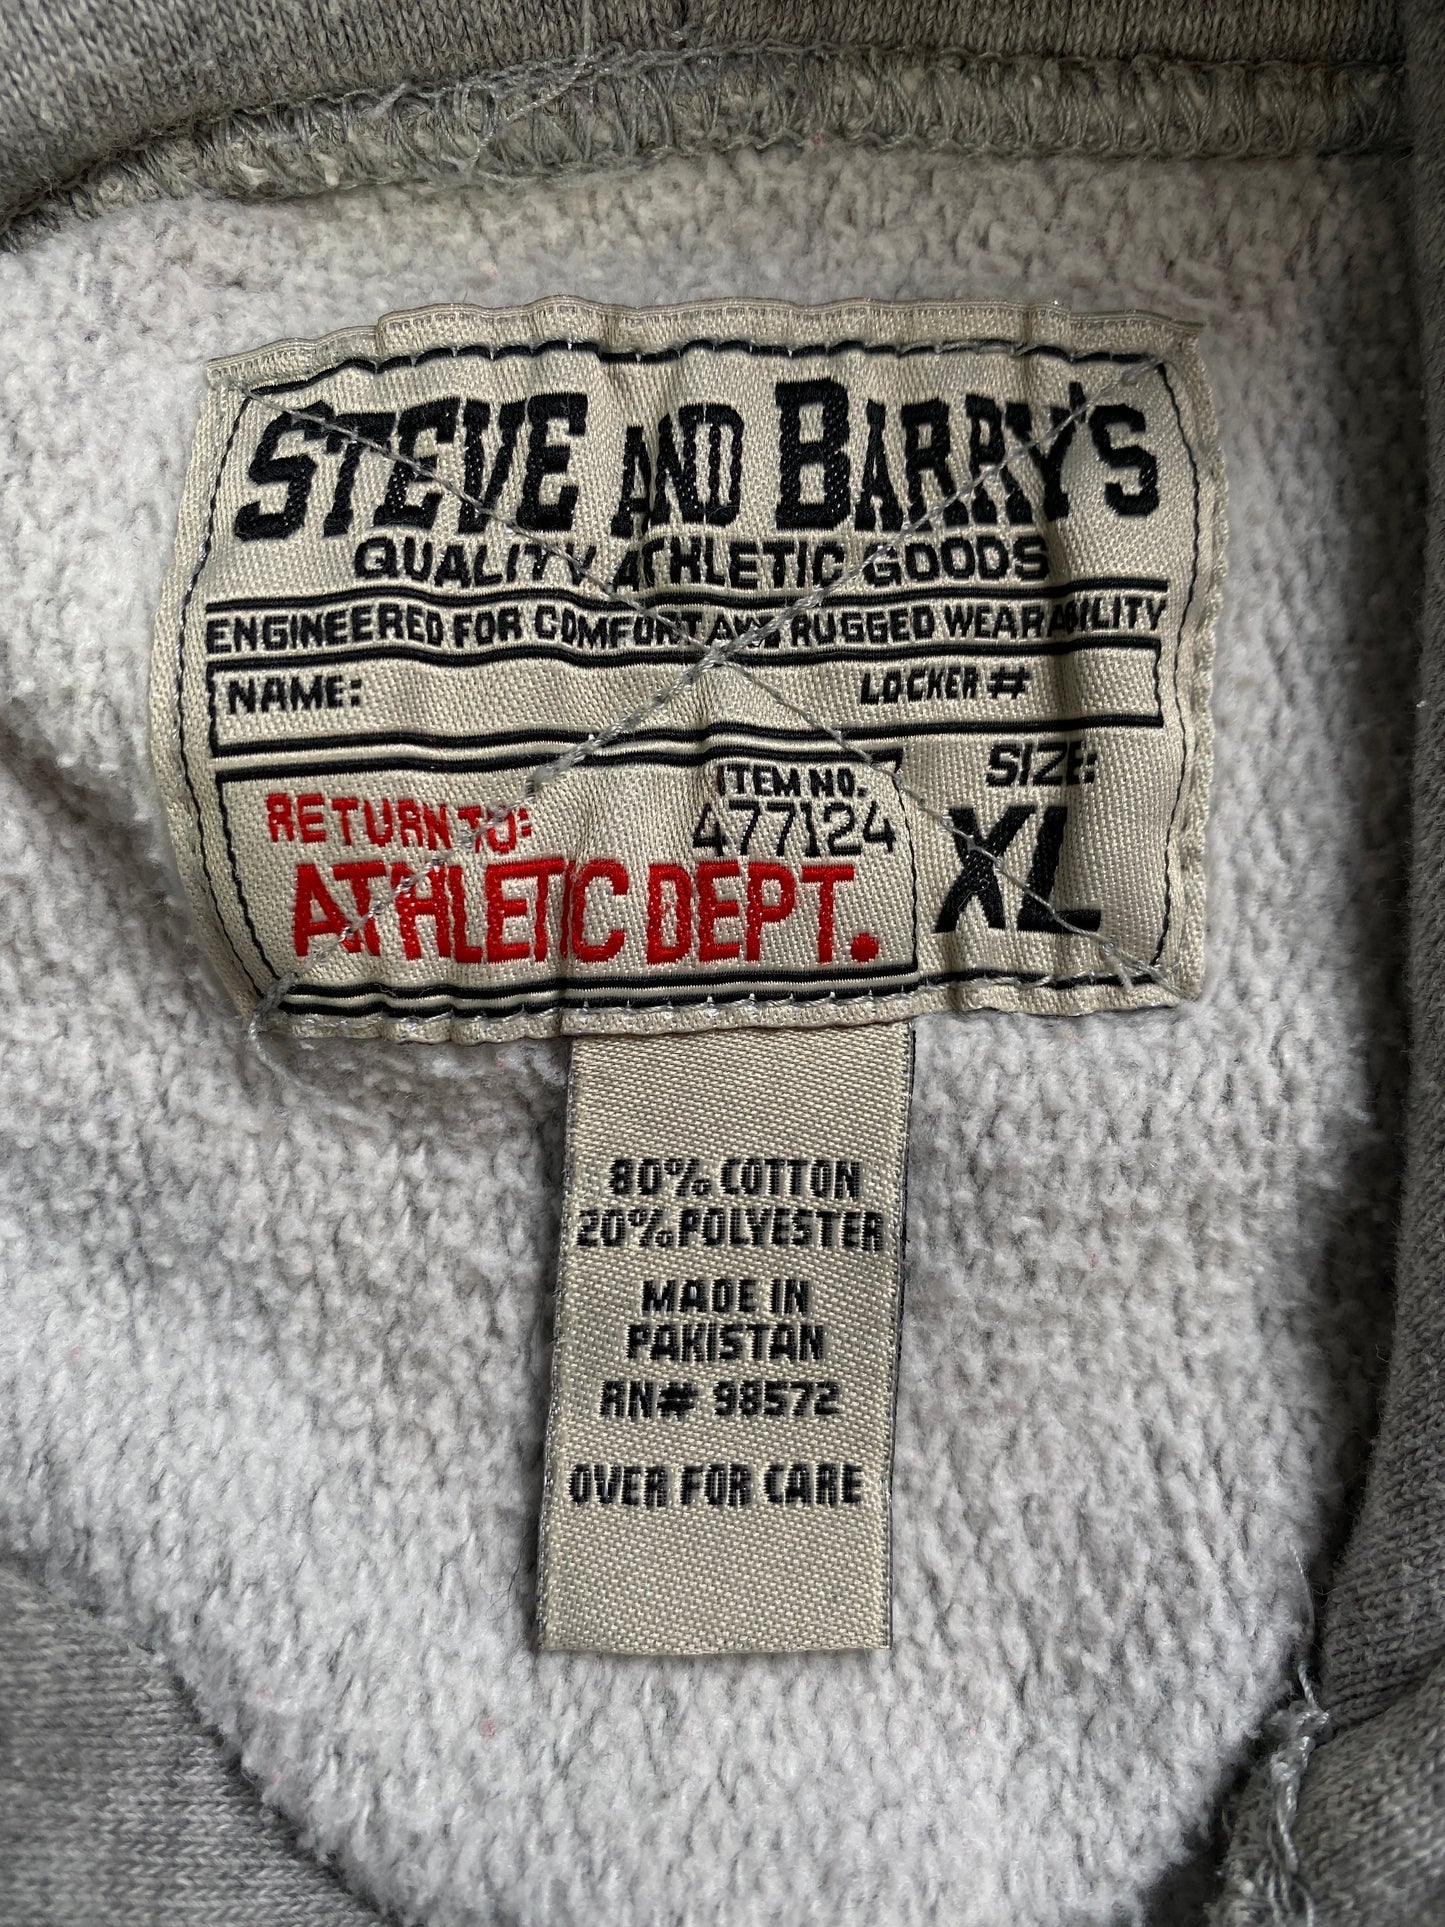 STEVE AND BARRY'S
QUALITY ATHLETIC GOODS
ENGINEERED FOR COMFORT AND RUGGED WEARABILITY
NAME: LOCKER #
RETURN TO: ITEM NO. SIZE:
477124
ATHLETIC DEPT. XL
80% COTTON
20% POLYESTER
MADE IN
PAKISTAN
RN# 98572
OVER FOR CARE